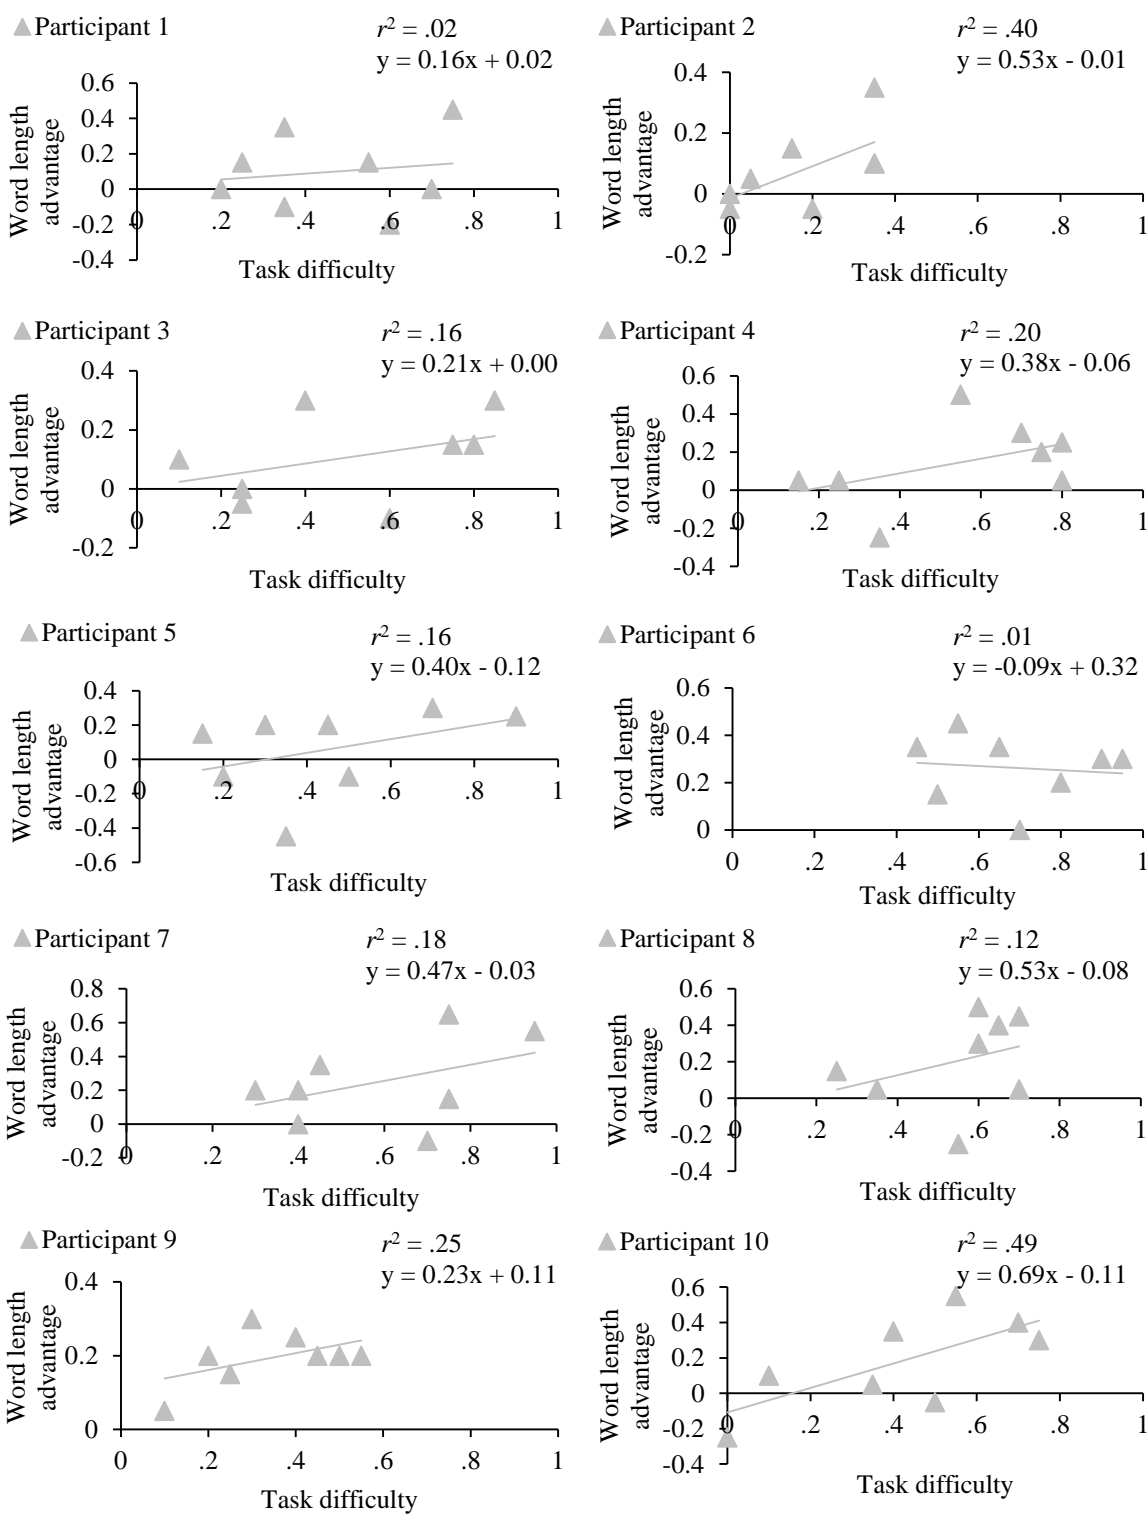 Participant 1
r² = .02
y = 0.16x + 0.02
0.6
0.4
0.2
0
-0.2
-0.4
0 .2 .4 .6 .8 1
Word length
advantage
Task difficulty
Participant 2
r² = .40
y = 0.53x - 0.01
0.4
0.2
0
-0.2
0 .2 .4 .6 .8 1
Word length
advantage
Task difficulty
Participant 3
r² = .16
y = 0.21x + 0.00
0.4
0.2
0
-0.2
0 .2 .4 .6 .8 1
Word length
advantage
Task difficulty
Participant 4
r² = .20
y = 0.38x - 0.06
0.6
0.4
0.2
0
-0.2
-0.4
0 .2 .4 .6 .8 1
Word length
advantage
Task difficulty
Participant 5
r² = .16
y = 0.40x - 0.12
0.4
0.2
0
-0.2
-0.4
-0.6
0 .2 .4 .6 .8 1
Word length
advantage
Task difficulty
Participant 6
r² = .01
y = -0.09x + 0.32
0.6
0.4
0.2
0
0 .2 .4 .6 .8 1
Word length
advantage
Task difficulty
Participant 7
r² = .18
y = 0.47x - 0.03
0.8
0.6
0.4
0.2
0
-0.2
0 .2 .4 .6 .8 1
Word length
advantage
Task difficulty
Participant 8
r² = .12
y = 0.53x - 0.08
0.6
0.4
0.2
0
-0.2
-0.4
0 .2 .4 .6 .8 1
Word length
advantage
Task difficulty
Participant 9
r² = .25
y = 0.23x + 0.11
0.4
0.2
0
0 .2 .4 .6 .8 1
Word length
advantage
Task difficulty
Participant 10
r² = .49
y = 0.69x - 0.11
0.6
0.4
0.2
0
-0.2
-0.4
0 .2 .4 .6 .8 1
Word length
advantage
Task difficulty